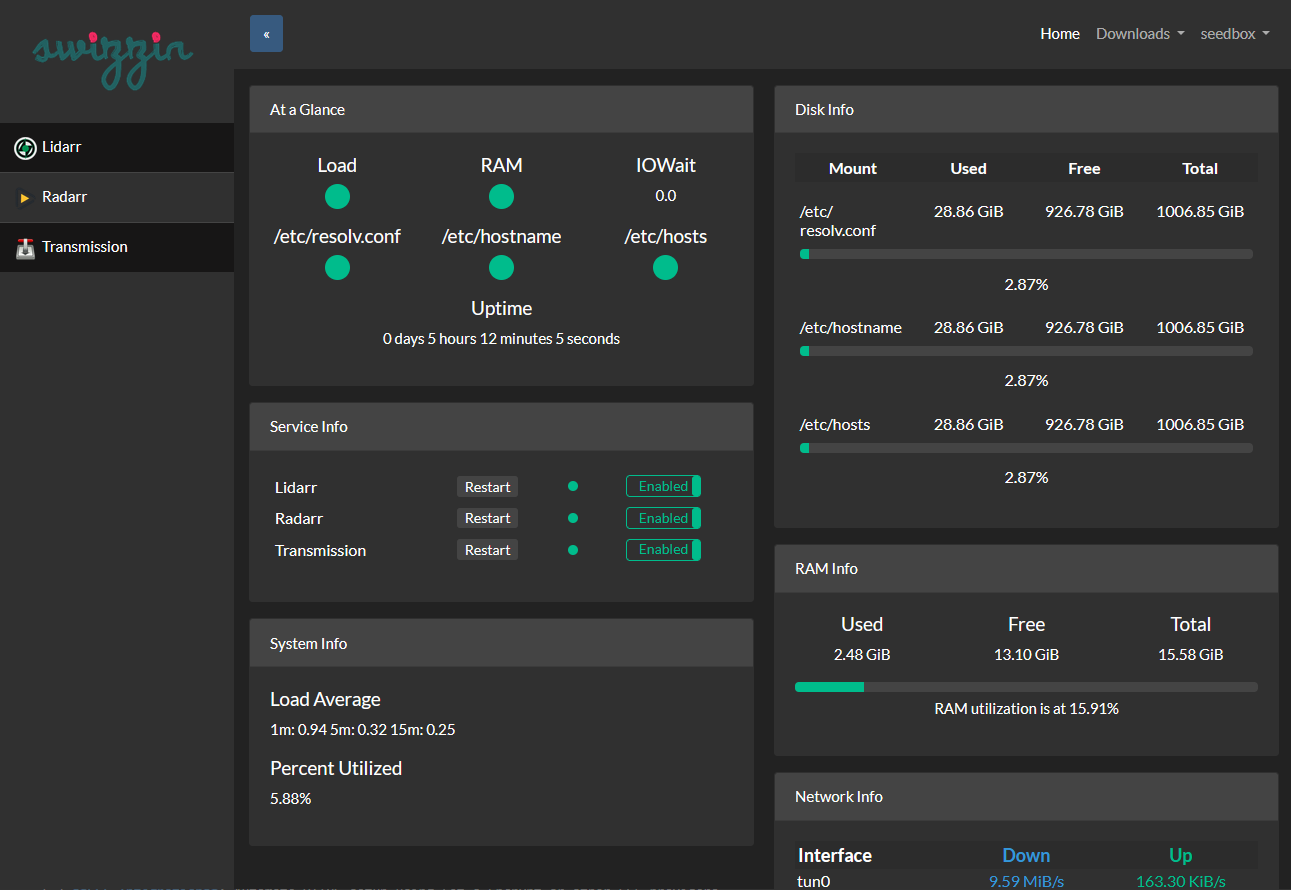 swizzin
«
Home Downloads seedbox
Lidarr
Radarr
Transmission
At a Glance
Load RAM IOWait
0.0
/etc/resolv.conf /etc/hostname /etc/hosts
Uptime
0 days 5 hours 12 minutes 5 seconds
Service Info
Lidarr Restart Enabled
Radarr Restart Enabled
Transmission Restart Enabled
System Info
Load Average
1m: 0.94 5m: 0.32 15m: 0.25
Percent Utilized
5.88%
Disk Info
Mount Used Free Total
/etc/ 28.86 GiB 926.78 GiB 1006.85 GiB
resolv.conf
2.87%
/etc/hostname 28.86 GiB 926.78 GiB 1006.85 GiB
2.87%
/etc/hosts 28.86 GiB 926.78 GiB 1006.85 GiB
2.87%
RAM Info
Used Free Total
2.48 GiB 13.10 GiB 15.58 GiB
RAM utilization is at 15.91%
Network Info
Interface Down Up
tun0 9.59 MiB/s 163.30 KiB/s